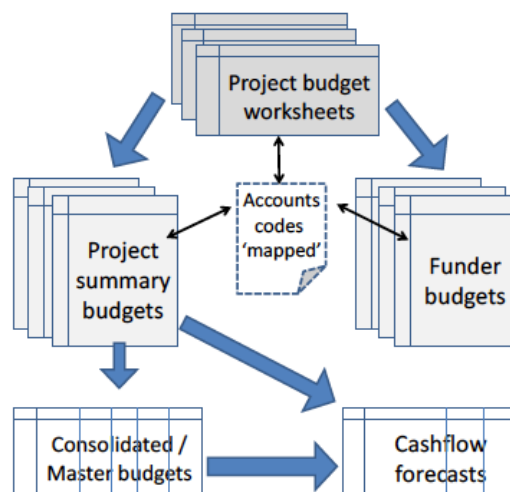 Project budget
worksheets
Accounts
codes
‘mapped’
Project
summary
budgets
Funder
budgets
Consolidated /
Master budgets
Cashflow
forecasts